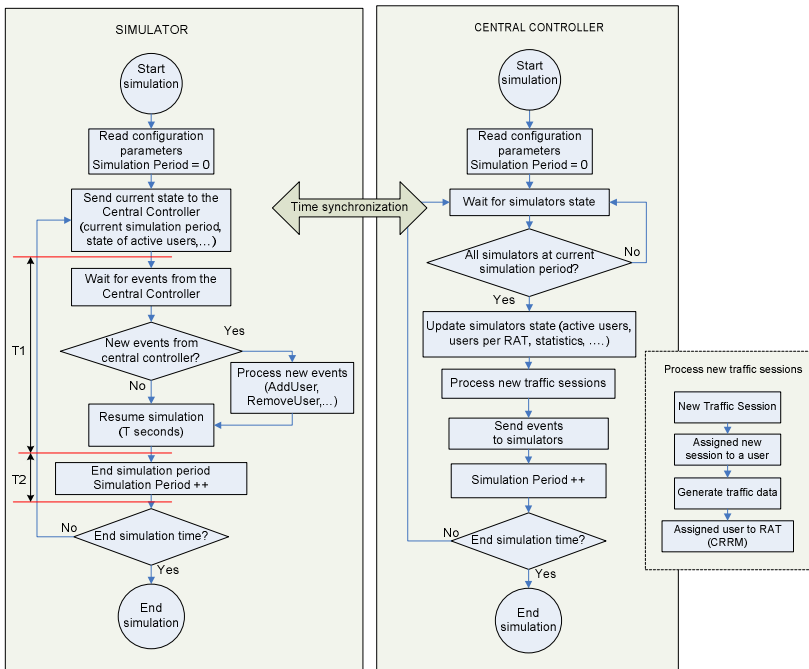 SIMULATOR
Start
simulation
Read configuration
parameters
Simulation Period = 0
Send current state to the
Central Controller
(current simulation period,
state of active users,...)
Wait for events from the
Central Controller
T1
New events from
central controller?
Yes
No
Process new events
(AddUser,
RemoveUser,...)
Resume simulation
(T seconds)
T2
End simulation period
Simulation Period ++
No
End simulation time?
Yes
End
simulation
Time synchronization
CENTRAL CONTROLLER
Start
simulation
Read configuration
parameters
Simulation Period = 0
Wait for simulators state
All simulators at current
simulation period?
No
Yes
Update simulators state (active users,
users per RAT, statistics, ....)
Process new traffic sessions
Send events
to simulators
Simulation Period ++
No
End simulation time?
Yes
End
simulation
Process new traffic sessions
New Traffic Session
Assigned new
session to a user
Generate traffic data
Assigned user to RAT
(CRRM)